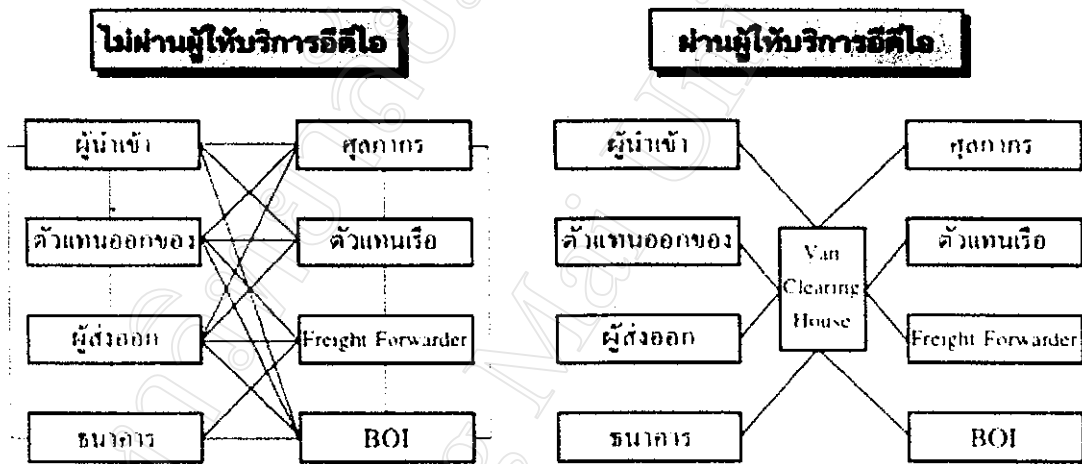 ไม่ผ่านผู้ให้บริการอีดีไอ
ผู้นำเข้า
ศุลกากร
ตัวแทนออกของ
ตัวแทนเรือ
ผู้ส่งออก
Freight Forwarder
ธนาคาร
BOI
ผ่านผู้ให้บริการอีดีไอ
ผู้นำเข้า
ศุลกากร
ตัวแทนออกของ
ตัวแทนเรือ
Van
Clearing
House
ผู้ส่งออก
Freight Forwarder
ธนาคาร
BOI